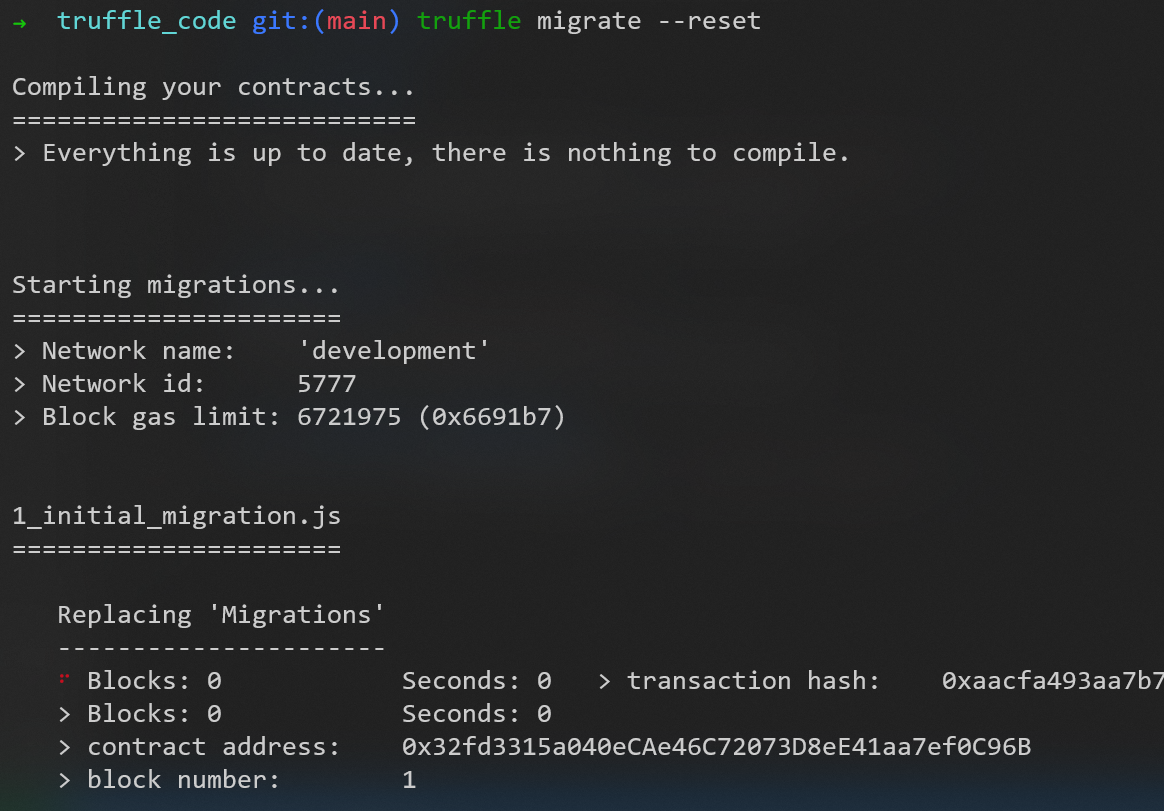 → truffle_code git:(main) truffle migrate --reset
Compiling your contracts...
===========================
> Everything is up to date, there is nothing to compile.
Starting migrations...
======================
> Network name:    'development'
> Network id:      5777
> Block gas limit: 6721975 (0x6691b7)
1_initial_migration.js
======================
Replacing 'Migrations'
----------------------
⠋ Blocks: 0            Seconds: 0   > transaction hash:    0xaacfa493aa7b7
> Blocks: 0            Seconds: 0
> contract address:    0x32fd3315a040eCAe46C72073D8eE41aa7ef0C96B
> block number:        1